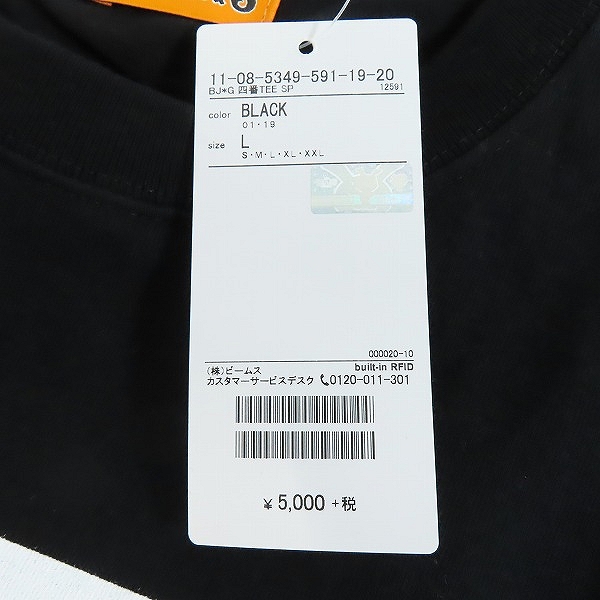 11-08-5349-591-19-20
BJ*G 四番TEE SP 12591
color BLACK
01・19
size L
S・M・L・XL・XXL
000020-10
(株)ビームス built-in RFID
カスタマーサービスデスク 0120-011-301
¥ 5,000 +税